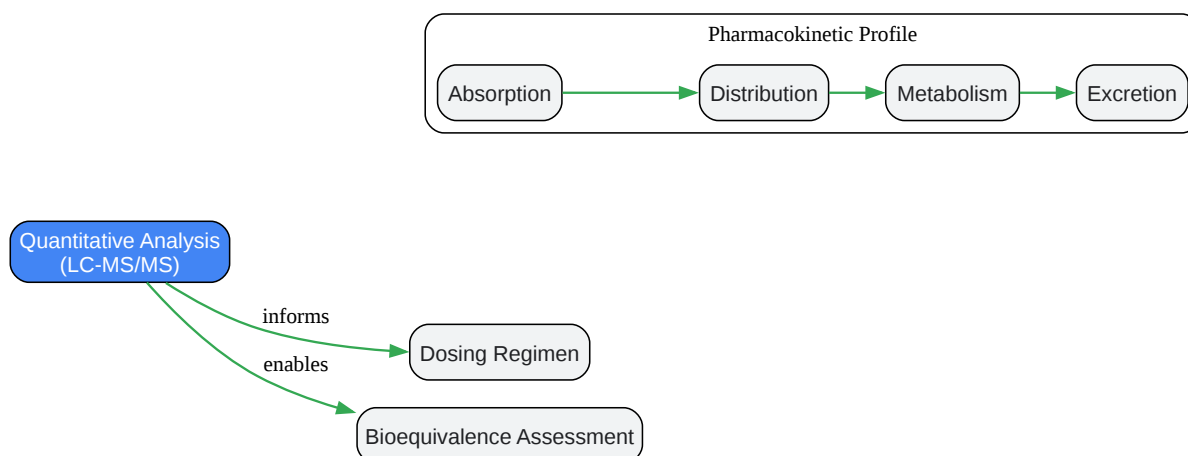 Pharmacokinetic Profile
Absorption
Distribution
Metabolism
Excretion
Quantitative Analysis
(LC-MS/MS)
informs
Dosing Regimen
enables
Bioequivalence Assessment